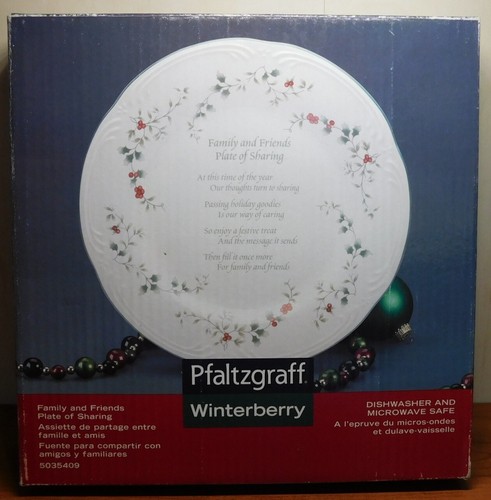 Family and Friends
Plate of Sharing
At this time of the year
Our thoughts turn to sharing
Passing holiday goodies
Is our way of caring
So enjoy a festive treat
And the message it sends
Then fill it once more
For family and friends
Pfaltzgraff
Winterberry
Family and Friends
Plate of Sharing
Assiette de partage entre
famille et amis
Fuente para compartir con
amigos y familiares
5035409
DISHWASHER AND
MICROWAVE SAFE
A l'epruve du micros-ondes
et dulave-vaisselle